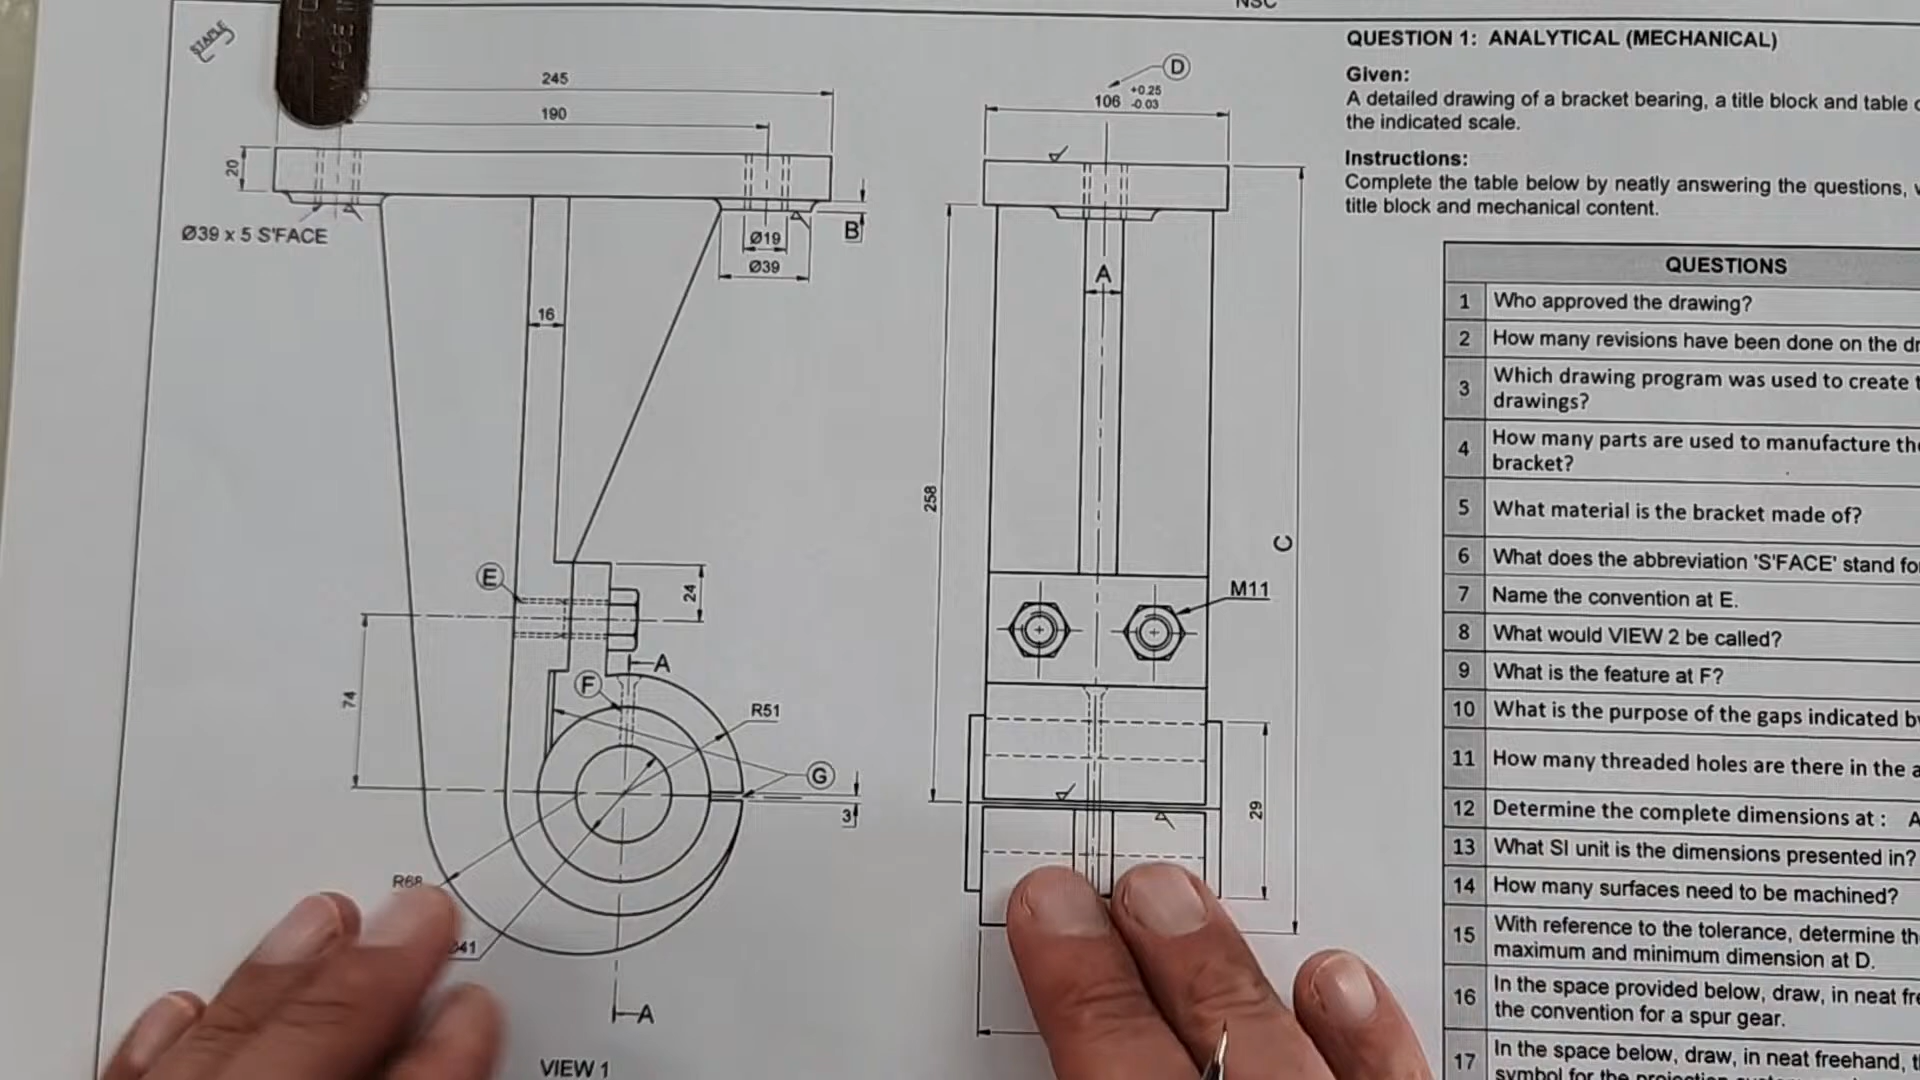 NSC
STAPLE
245
190
20
Ø39 x 5 S'FACE
Ø19
Ø39
B
16
E
24
A
F
R51
74
G
3
R68
A
VIEW 1
D
106 +0.25 -0.03
A
258
C
M11
29
QUESTION 1: ANALYTICAL (MECHANICAL)
Given:
A detailed drawing of a bracket bearing, a title block and table
the indicated scale.
Instructions:
Complete the table below by neatly answering the questions,
title block and mechanical content.
QUESTIONS
1 Who approved the drawing?
2 How many revisions have been done on the
3 Which drawing program was used to create
drawings?
4 How many parts are used to manufacture
bracket?
5 What material is the bracket made of?
6 What does the abbreviation 'S'FACE' stand
7 Name the convention at E.
8 What would VIEW 2 be called?
9 What is the feature at F?
10 What is the purpose of the gaps indicated
11 How many threaded holes are there in the
12 Determine the complete dimensions at : A
13 What SI unit is the dimensions presented in?
14 How many surfaces need to be machined?
15 With reference to the tolerance, determine
maximum and minimum dimension at D.
16 In the space provided below, draw, in neat
the convention for a spur gear.
17 In the space below, draw, in neat freehand,